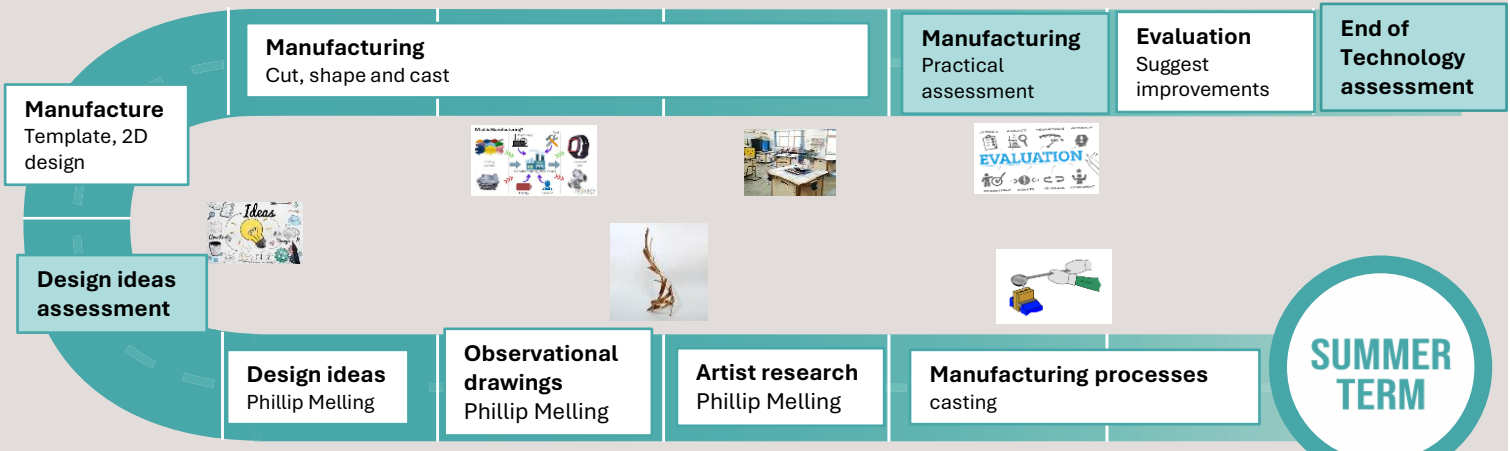 Manufacturing
Cut, shape and cast
Manufacturing
Practical
assessment
Evaluation
Suggest
improvements
End of
Technology
assessment
Manufacture
Template, 2D
design
Ideas
EVALUATION
Design ideas
assessment
Design ideas
Phillip Melling
Observational
drawings
Phillip Melling
Artist research
Phillip Melling
Manufacturing processes
casting
SUMMER
TERM